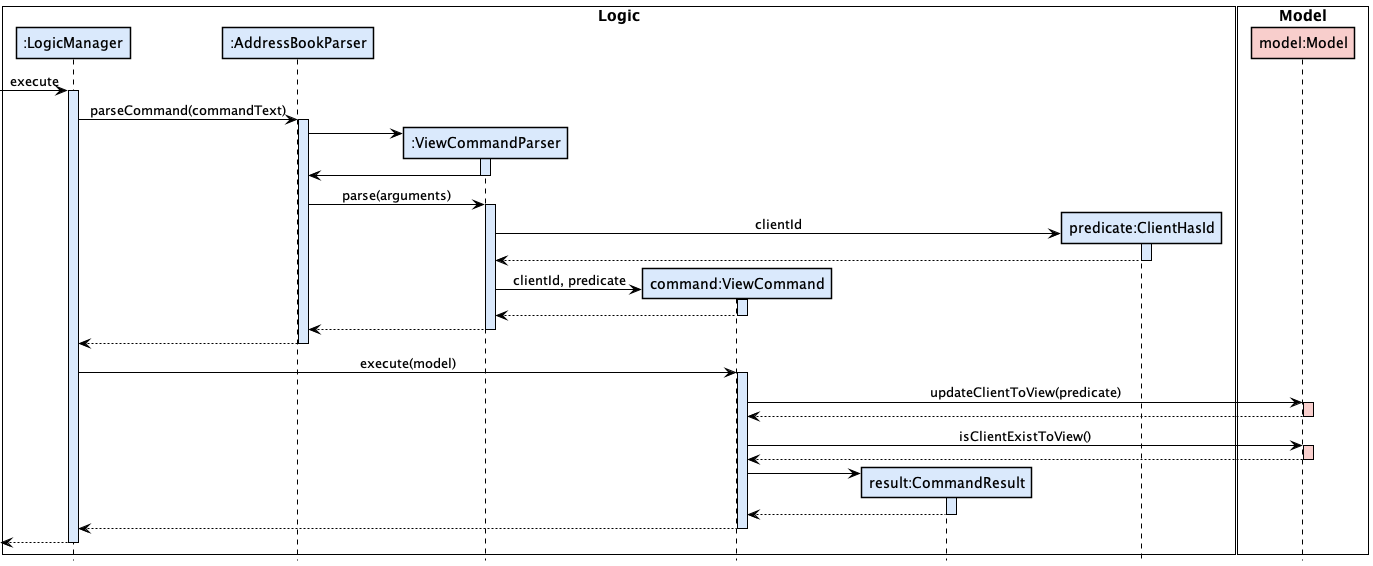 Logic
Model
:LogicManager
:AddressBookParser
model:Model
execute
parseCommand(commandText)
:ViewCommandParser
parse(arguments)
clientId
predicate:ClientHasId
clientId, predicate
command:ViewCommand
execute(model)
updateClientToView(predicate)
isClientExistToView()
result:CommandResult